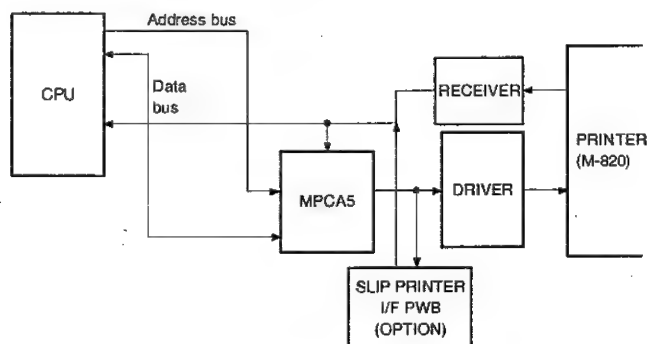 Address bus
CPU
Data
bus
RECEIVER
PRINTER
(M-820)
MPCA5
DRIVER
SLIP PRINTER
I/F PWB
(OPTION)